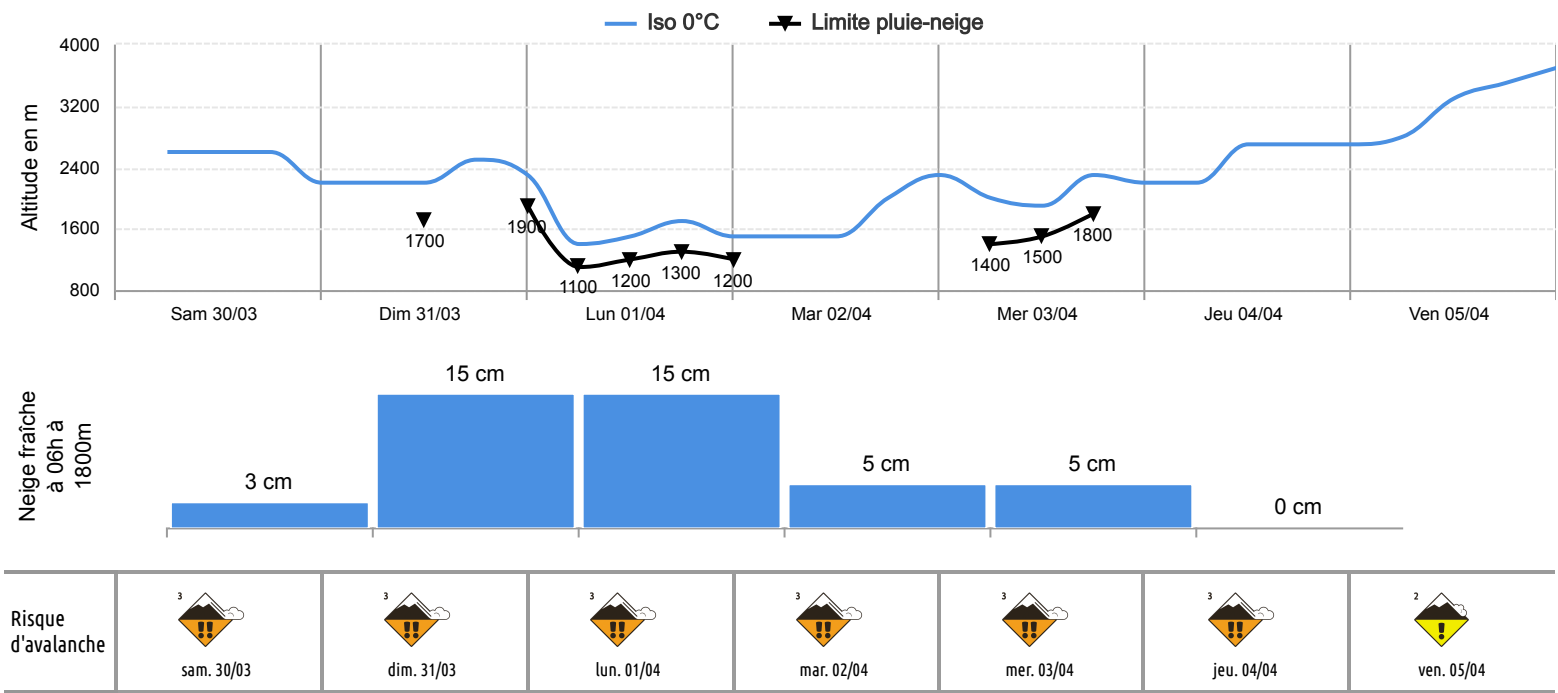 Iso 0°C
Limite pluie-neige
Altitude en m
4000
3200
2400
1600
800
1700
1900
1100
1200
1300
1200
1400
1500
1800
Sam 30/03
Dim 31/03
Lun 01/04
Mar 02/04
Mer 03/04
Jeu 04/04
Ven 05/04
Neige fraîche
à 06h à
1800m
3 cm
15 cm
15 cm
5 cm
5 cm
0 cm
Risque
d'avalanche
3
!!
sam. 30/03
3
!!
dim. 31/03
3
!!
lun. 01/04
3
!!
mar. 02/04
3
!!
mer. 03/04
3
!!
jeu. 04/04
2
!
ven. 05/04